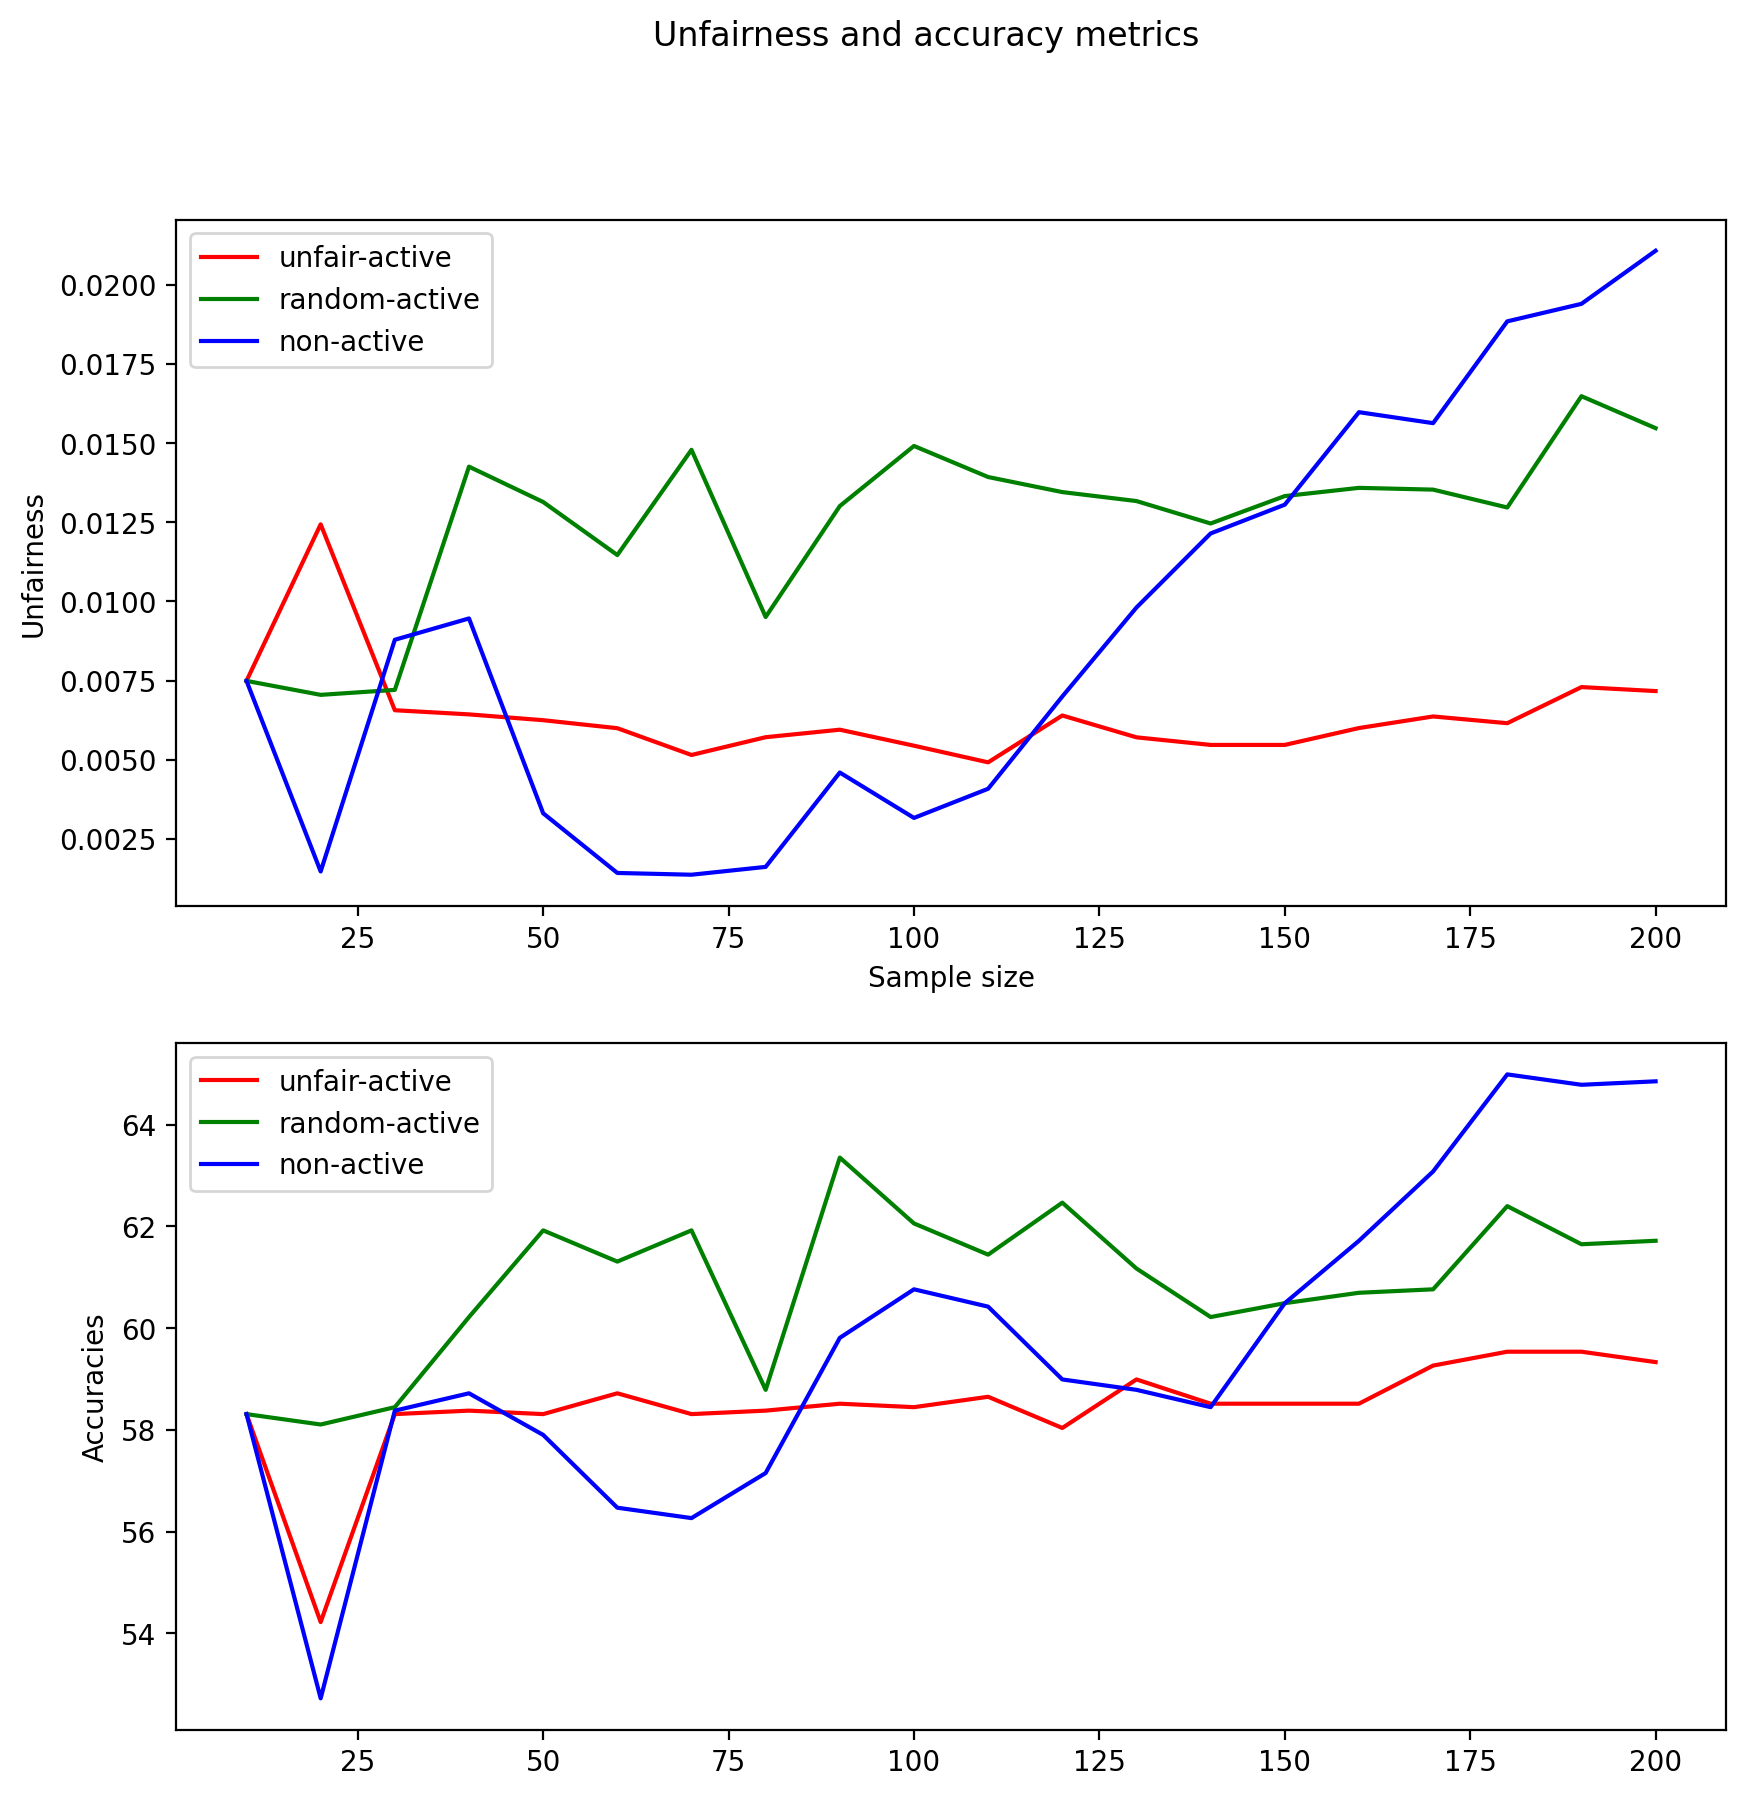 Unfairness and accuracy metrics
unfair-active
random-active
non-active
0.0200
0.0175
0.0150
0.0125
0.0100
0.0075
0.0050
0.0025
Unfairness
25 50 75 100 125 150 175 200
Sample size
unfair-active
random-active
non-active
64
62
60
58
56
54
Accuracies
25 50 75 100 125 150 175 200